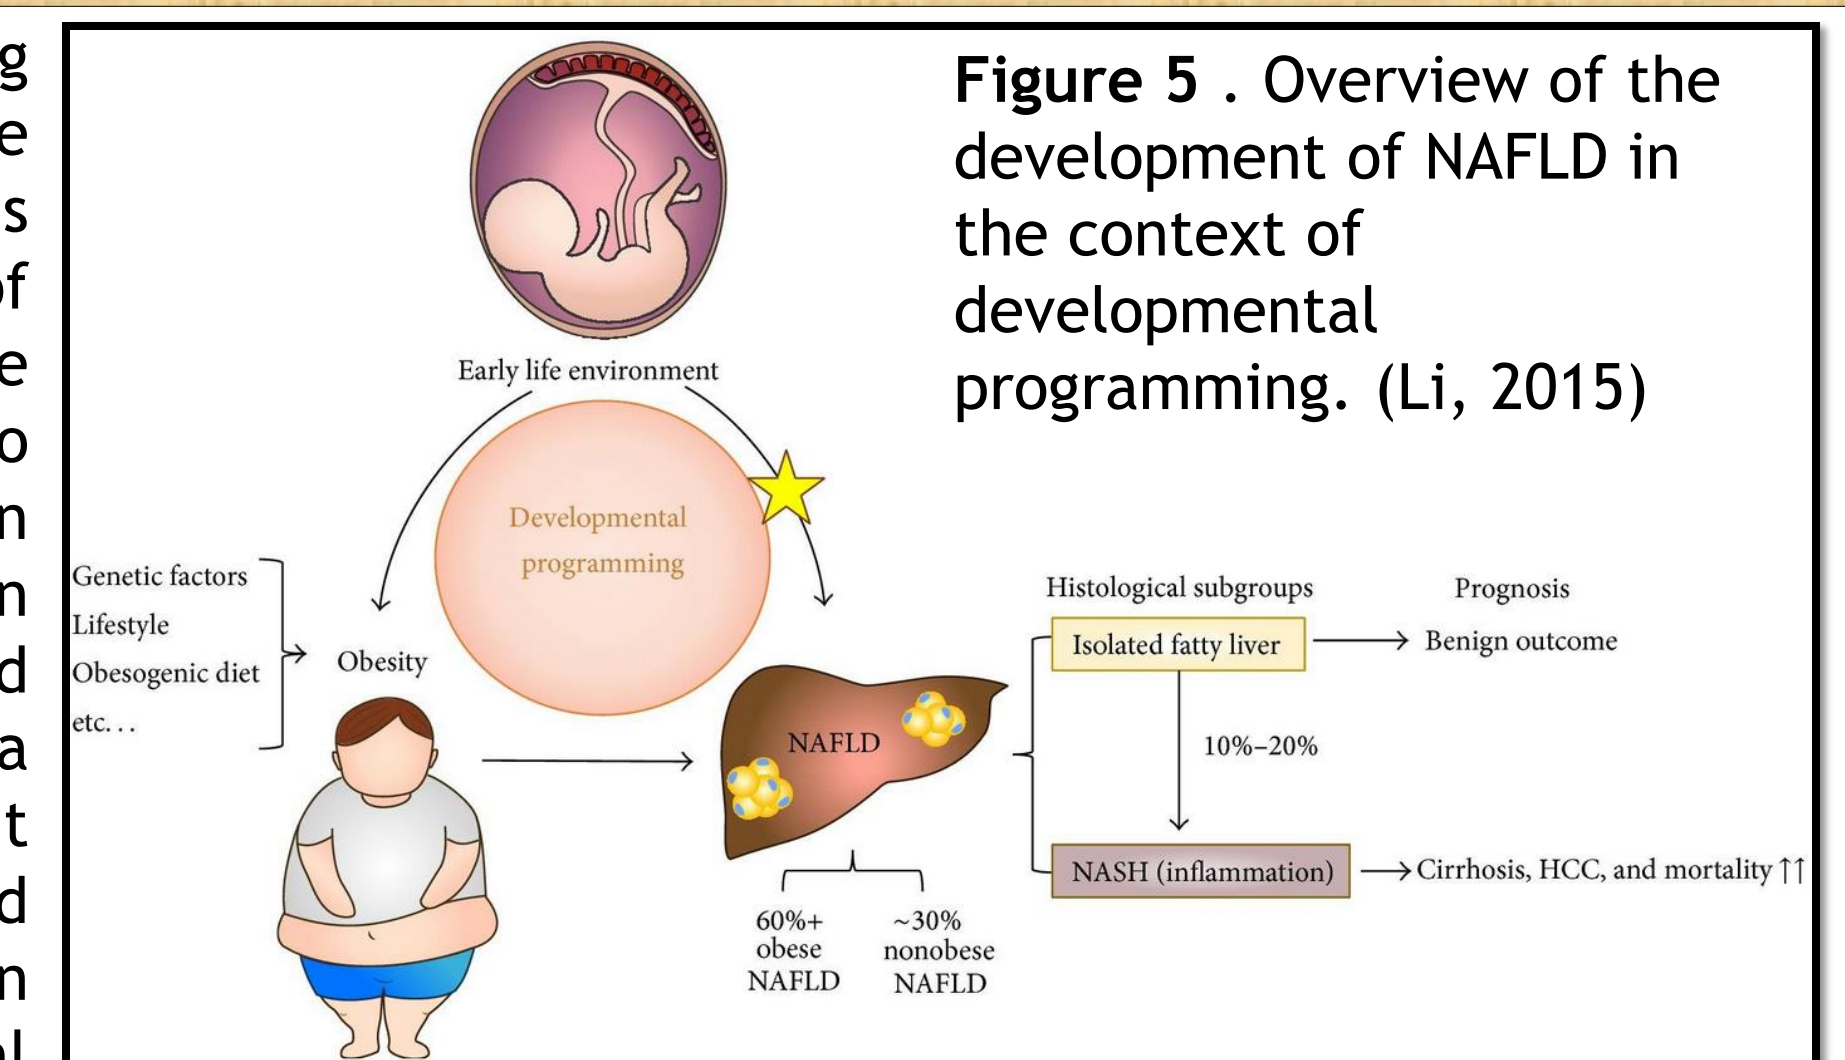 g
e
s
of
e
o
n
n
d
a
t
d
n
al
Figure 5 . Overview of the
development of NAFLD in
the context of
developmental
programming. (Li, 2015)
Early life environment
Developmental
programming
Genetic factors
Lifestyle
Obesogenic diet
etc...
Obesity
NAFLD
60%+
obese
NAFLD
~30%
nonobese
NAFLD
Histological subgroups
Prognosis
Isolated fatty liver
Benign outcome
10%–20%
NASH (inflammation)
Cirrhosis, HCC, and mortality ↑↑